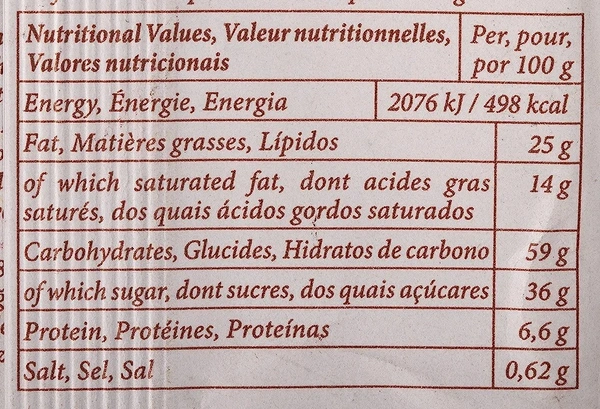 Nutritional Values, Valeur nutritionnelles,
Valores nutricionais
Per, pour,
por 100 g
Energy, Énergie, Energia 2076 kJ / 498 kcal
Fat, Matières grasses, Lípidos 25 g
of which saturated fat, dont acides gras 14 g
saturés, dos quais ácidos gordos saturados
Carbohydrates, Glucides, Hidratos de carbono 59 g
of which sugar, dont sucres, dos quais açúcares 36 g
Protein, Protéines, Proteínas 6,6 g
Salt, Sel, Sal 0,62 g